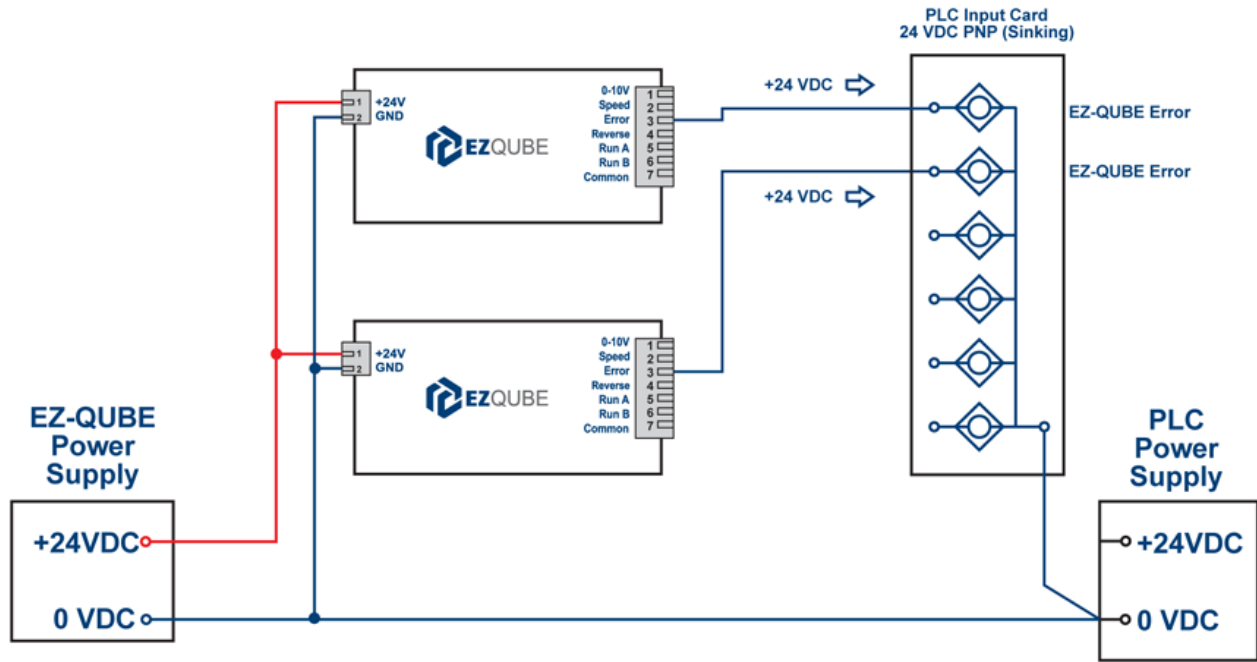 PLC Input Card
24 VDC PNP (Sinking)
+24V
GND
1
2
EZQUBE
0-10V 1
Speed 2
Error 3
Reverse 4
Run A 5
Run B 6
Common 7
+24 VDC
EZ-QUBE Error
EZ-QUBE Error
+24 VDC
+24V
GND
1
2
EZQUBE
0-10V 1
Speed 2
Error 3
Reverse 4
Run A 5
Run B 6
Common 7
EZ-QUBE
Power
Supply
+24VDC
0 VDC
PLC
Power
Supply
+24VDC
0 VDC